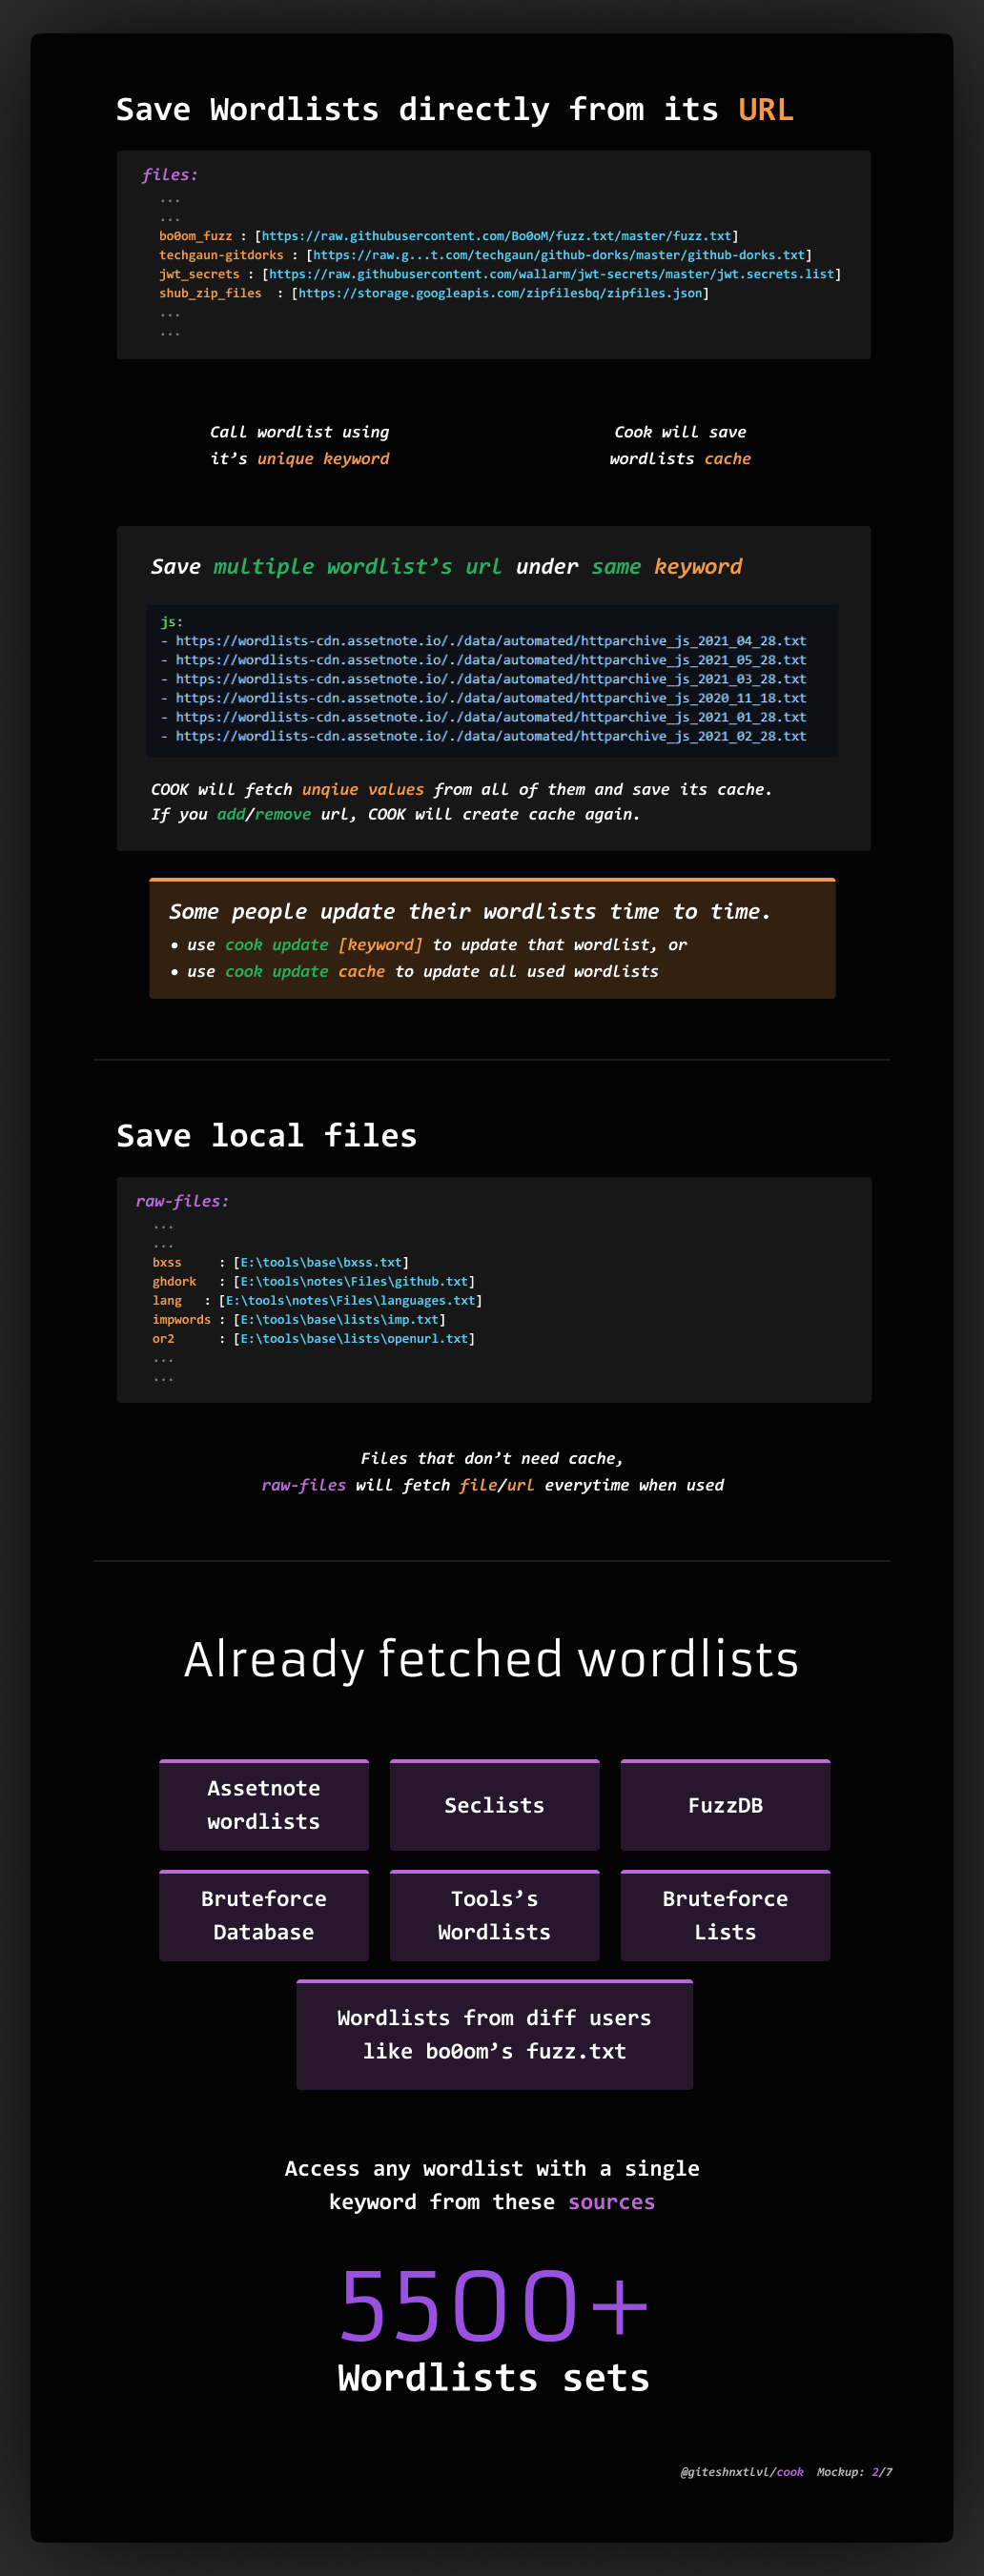 Save Wordlists directly from its URL
files:
...
...
bo0om_fuzz : [https://raw.githubusercontent.com/Bo0oM/fuzz.txt/master/fuzz.txt]
techgaun-gitdorks : [https://raw.g...t.com/techgaun/github-dorks/master/github-dorks.txt]
jwt_secrets : [https://raw.githubusercontent.com/wallarm/jwt-secrets/master/jwt.secrets.list]
shub_zip_files  : [https://storage.googleapis.com/zipfilesbq/zipfiles.json]
...
...
Call wordlist using
it’s unique keyword
Cook will save
wordlists cache
Save multiple wordlist’s url under same keyword
js:
- https://wordlists-cdn.assetnote.io/./data/automated/httparchive_js_2021_04_28.txt
- https://wordlists-cdn.assetnote.io/./data/automated/httparchive_js_2021_05_28.txt
- https://wordlists-cdn.assetnote.io/./data/automated/httparchive_js_2021_03_28.txt
- https://wordlists-cdn.assetnote.io/./data/automated/httparchive_js_2020_11_18.txt
- https://wordlists-cdn.assetnote.io/./data/automated/httparchive_js_2021_01_28.txt
- https://wordlists-cdn.assetnote.io/./data/automated/httparchive_js_2021_02_28.txt
COOK will fetch unqiue values from all of them and save its cache.
If you add/remove url, COOK will create cache again.
Some people update their wordlists time to time.
• use cook update [keyword] to update that wordlist, or
• use cook update cache to update all used wordlists
Save local files
raw-files:
...
...
bxss     : [E:\tools\base\bxss.txt]
ghdork   : [E:\tools\notes\Files\github.txt]
lang   : [E:\tools\notes\Files\languages.txt]
impwords : [E:\tools\base\lists\imp.txt]
or2      : [E:\tools\base\lists\openurl.txt]
...
...
Files that don’t need cache,
raw-files will fetch file/url everytime when used
Already fetched wordlists
Assetnote
wordlists
Seclists
FuzzDB
Bruteforce
Database
Tools’s
Wordlists
Bruteforce
Lists
Wordlists from diff users
like bo0om’s fuzz.txt
Access any wordlist with a single
keyword from these sources
5500+
Wordlists sets
@giteshnxtlvl/cook  Mockup: 2/7